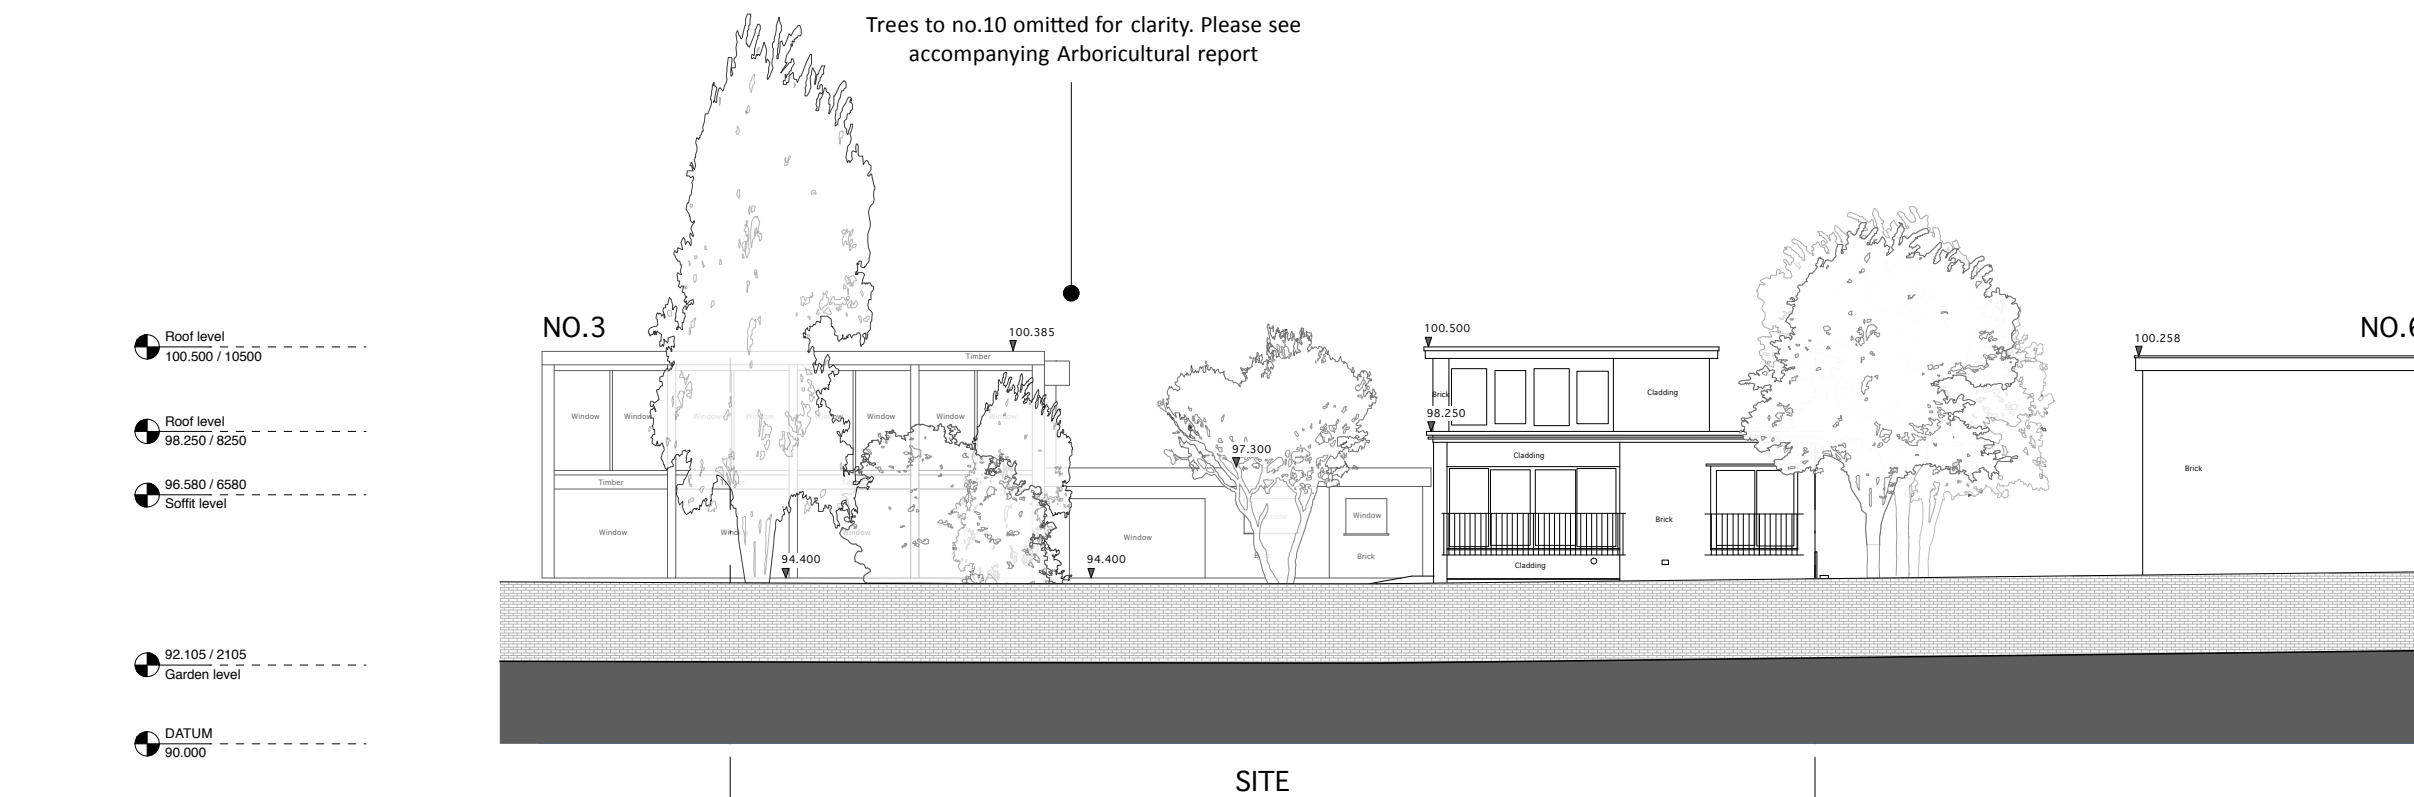 Trees to no.10 omitted for clarity. Please see
accompanying Arboricultural report
NO.3
NO.6
Roof level
100.500 / 10500
Roof level
98.250 / 8250
96.580 / 6580
Soffit level
92.105 / 2105
Garden level
DATUM
90.000
100.385
Timber
Window
Window
Window
Window
Window
Window
Window
Timber
Window
Window
Window
94.400
94.400
97.300
Window
Window
Brick
100.500
Brick
98.250
Cladding
Cladding
Brick
Cladding
100.258
Brick
SITE